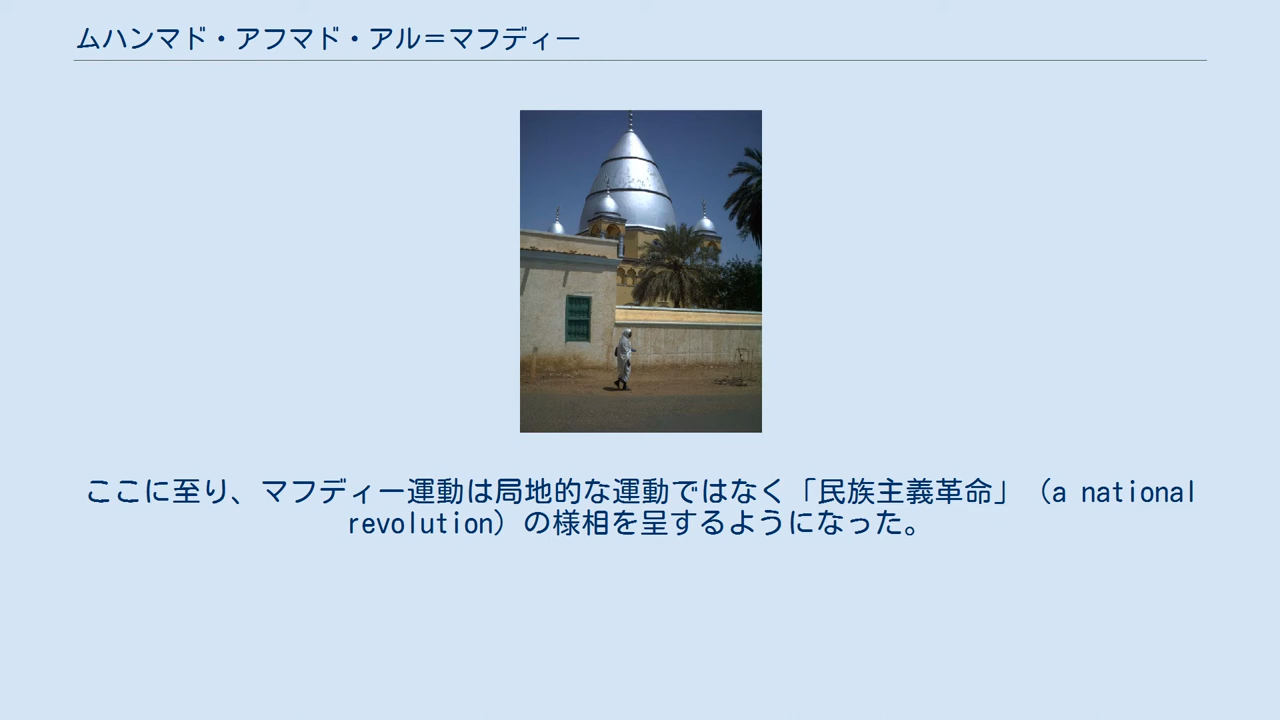 ムハンマド・アフマド・アル＝マフディー
ここに至り、マフディー運動は局地的な運動ではなく「民族主義革命」（a national
revolution）の様相を呈するようになった。